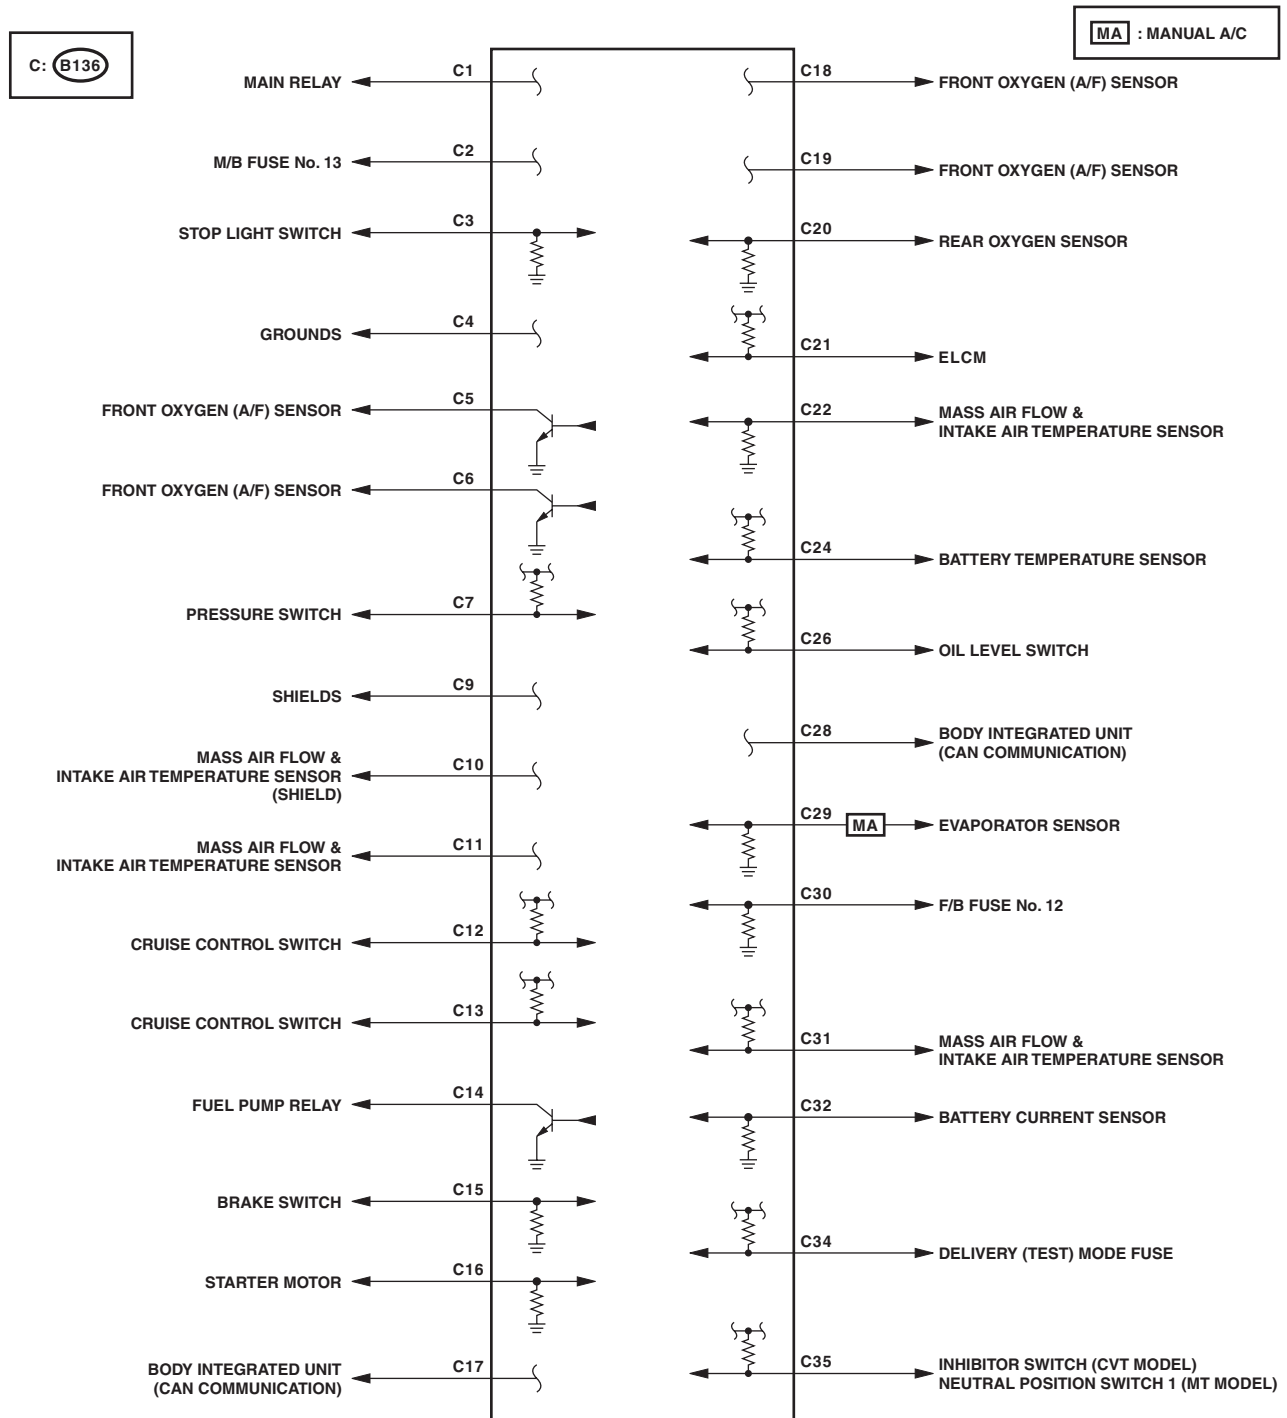 C: B136
MA : MANUAL A/C
C1
MAIN RELAY
C2
M/B FUSE No. 13
C3
STOP LIGHT SWITCH
C4
GROUNDS
C5
FRONT OXYGEN (A/F) SENSOR
C6
FRONT OXYGEN (A/F) SENSOR
C7
PRESSURE SWITCH
C9
SHIELDS
C10
MASS AIR FLOW &
INTAKE AIR TEMPERATURE SENSOR
(SHIELD)
C11
MASS AIR FLOW &
INTAKE AIR TEMPERATURE SENSOR
C12
CRUISE CONTROL SWITCH
C13
CRUISE CONTROL SWITCH
C14
FUEL PUMP RELAY
C15
BRAKE SWITCH
C16
STARTER MOTOR
C17
BODY INTEGRATED UNIT
(CAN COMMUNICATION)
C18
FRONT OXYGEN (A/F) SENSOR
C19
FRONT OXYGEN (A/F) SENSOR
C20
REAR OXYGEN SENSOR
C21
ELCM
C22
MASS AIR FLOW &
INTAKE AIR TEMPERATURE SENSOR
C24
BATTERY TEMPERATURE SENSOR
C26
OIL LEVEL SWITCH
C28
BODY INTEGRATED UNIT
(CAN COMMUNICATION)
C29
MA
EVAPORATOR SENSOR
C30
F/B FUSE No. 12
C31
MASS AIR FLOW &
INTAKE AIR TEMPERATURE SENSOR
C32
BATTERY CURRENT SENSOR
C34
DELIVERY (TEST) MODE FUSE
C35
INHIBITOR SWITCH (CVT MODEL)
NEUTRAL POSITION SWITCH 1 (MT MODEL)